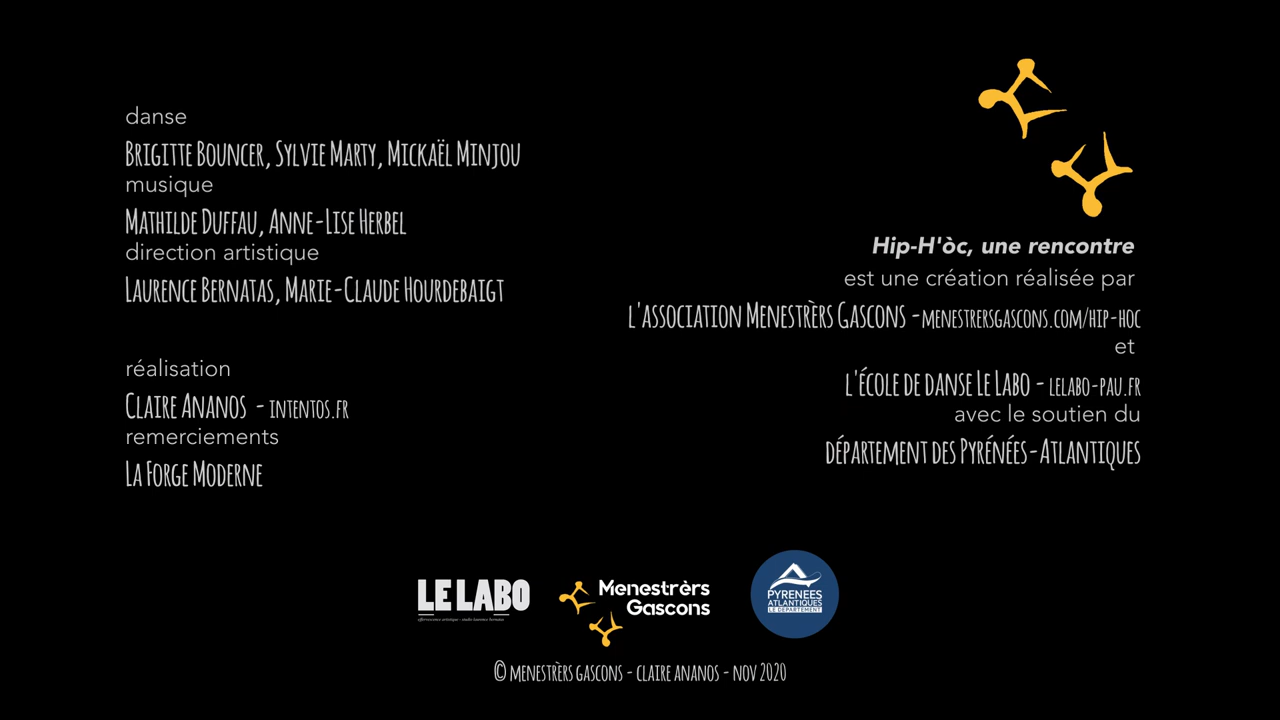 danse
BRIGITTE BOUNCER, SYLVIE MARTY, MICKAËL MINJOU
musique
MATHILDE DUFFAU, ANNE-LISE HERBEL
direction artistique
LAURENCE BERNATAS, MARIE-CLAUDE HOURDEBAIGT
réalisation
CLAIRE ANANOS - INTENTOS.FR
remerciements
LA FORGE MODERNE
Hip-H'òc, une rencontre
est une création réalisée par
L'ASSOCIATION MENESTRÈRS GASCONS - MENESTRERSGASCONS.COM/HIP-HOC
et
L'ÉCOLE DE DANSE LE LABO - LELABO-PAU.FR
avec le soutien du
DÉPARTEMENT DES PYRÉNÉES-ATLANTIQUES
LE LABO
Menestrèrs
Gascons
PYRENEES
ATLANTIQUES
LE DEPARTEMENT
© MENESTRÈRS GASCONS - CLAIRE ANANOS - NOV 2020